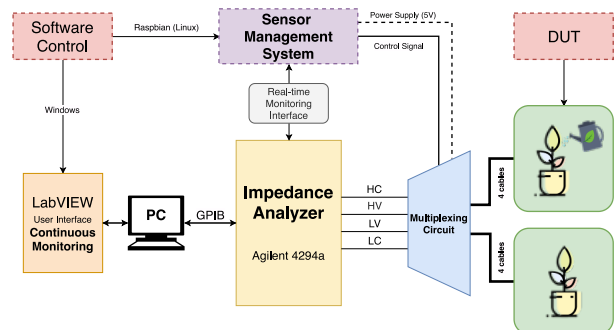 Software
Control
Raspbian (Linux)
Sensor
Management
System
Power Supply (5V)
Control Signal
DUT
Windows
Real-time
Monitoring
Interface
LabVIEW
User Interface
Continuous
Monitoring
PC
GPIB
Impedance
Analyzer
Agilent 4294a
HC
HV
LV
LC
Multiplexing
Circuit
4 cables
4 cables